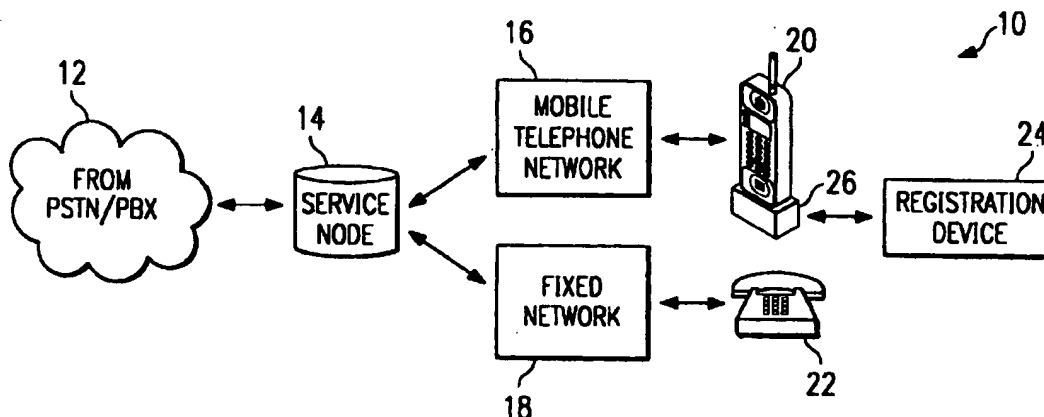 10
12
FROM
PSTN/PBX
14
SERVICE
NODE
16
MOBILE
TELEPHONE
NETWORK
18
FIXED
NETWORK
20
26
22
24
REGISTRATION
DEVICE